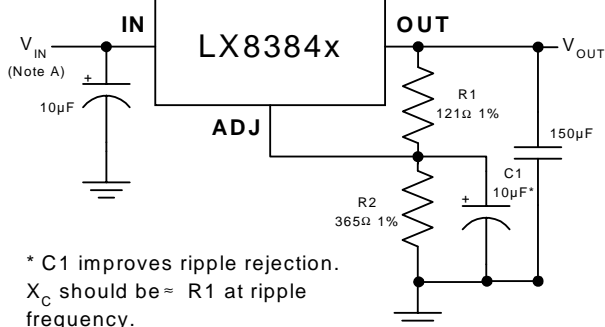 IN
OUT
LX8384x
V_IN
(Note A)
V_OUT
+
10µF
R1
121Ω 1%
ADJ
150µF
C1
10µF*
+
R2
365Ω 1%
* C1 improves ripple rejection.
X_C should be ≈ R1 at ripple
frequency.